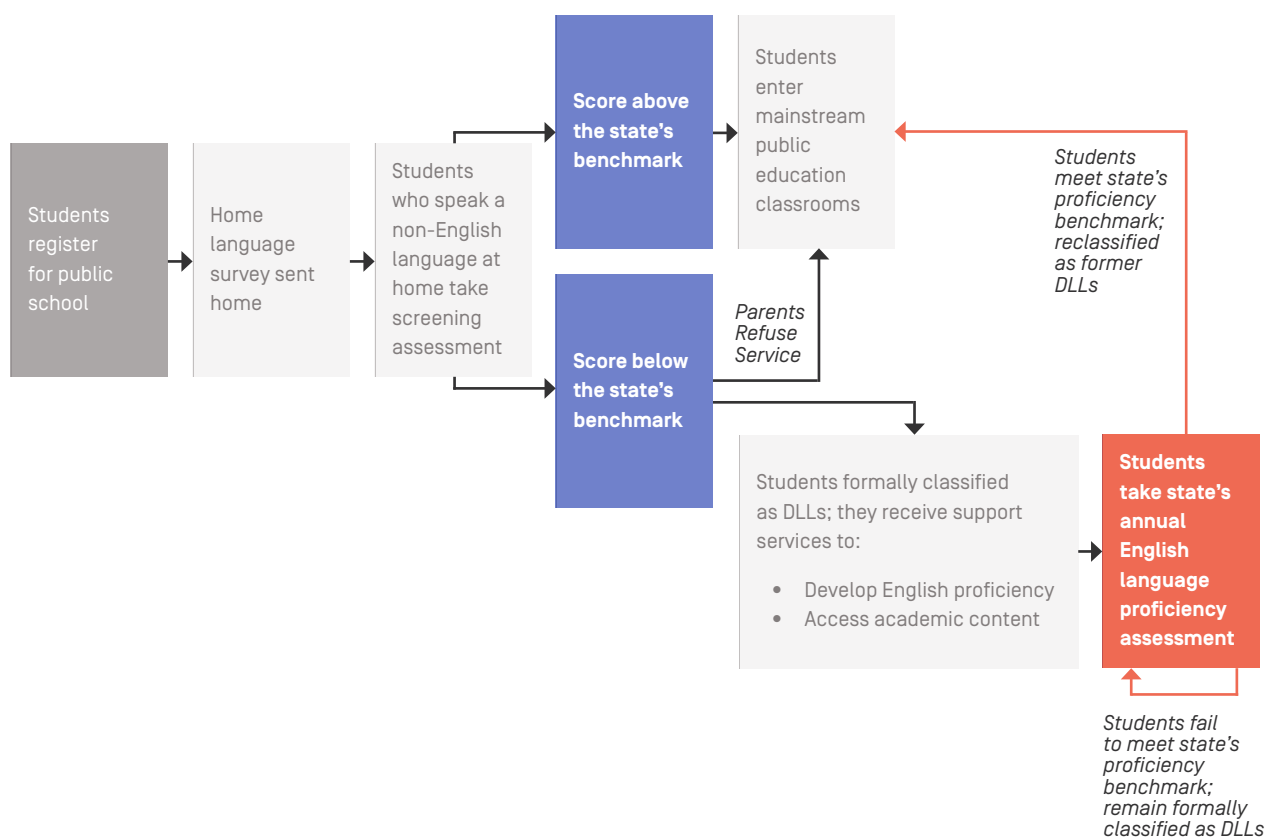 Students
register
for public
school
Home
language
survey sent
home
Students
who speak a
non-English
language at
home take
screening
assessment
Score above
the state's
benchmark
Students
enter
mainstream
public
education
classrooms
Score below
the state's
benchmark
Parents
Refuse
Service
Students formally classified
as DLLs; they receive support
services to:
• Develop English proficiency
• Access academic content
Students
take state's
annual
English
language
proficiency
assessment
Students
meet state's
proficiency
benchmark;
reclassified
as former
DLLs
Students fail
to meet state's
proficiency
benchmark;
remain formally
classified as DLLs